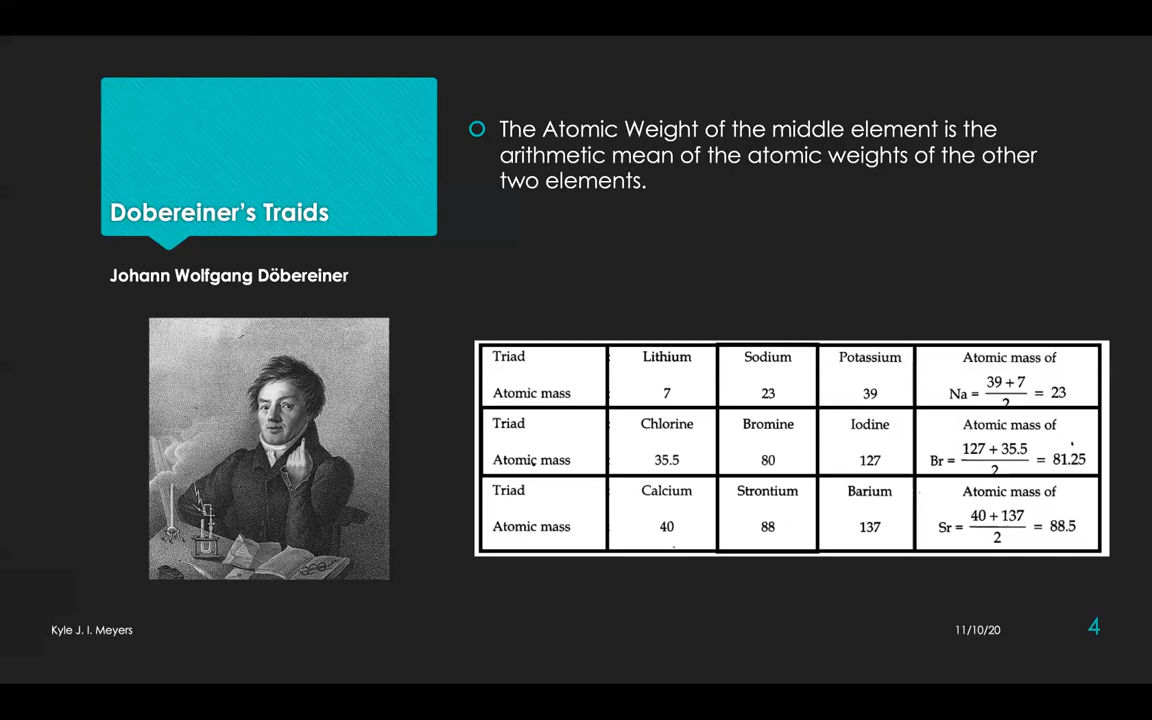 Dobereiner's Traids
Johann Wolfgang Döbereiner
The Atomic Weight of the middle element is the
arithmetic mean of the atomic weights of the other
two elements.
Triad : Lithium Sodium Potassium Atomic mass of
Atomic mass : 7 23 39 Na = 39 + 7 / 2 = 23
Triad : Chlorine Bromine Iodine Atomic mass of
Atomic mass : 35.5 80 127 Br = 127 + 35.5 / 2 = 81.25
Triad : Calcium Strontium Barium Atomic mass of
Atomic mass : 40 88 137 Sr = 40 + 137 / 2 = 88.5
Kyle J. I. Meyers
11/10/20
4